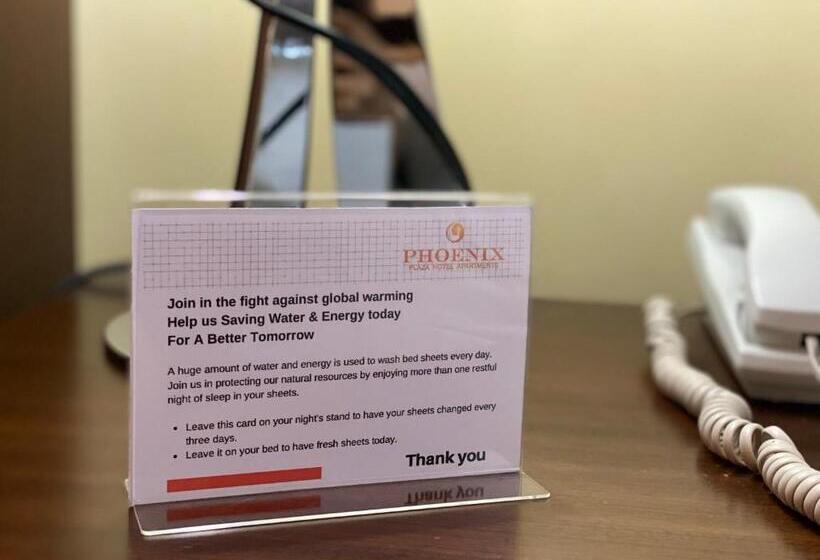 PHOENIX
PLAZA HOTEL APARTMENTS
Join in the fight against global warming
Help us Saving Water & Energy today
For A Better Tomorrow
A huge amount of water and energy is used to wash bed sheets every day.
Join us in protecting our natural resources by enjoying more than one restful
night of sleep in your sheets.
• Leave this card on your night's stand to have your sheets changed every
three days.
• Leave it on your bed to have fresh sheets today.
Thank you